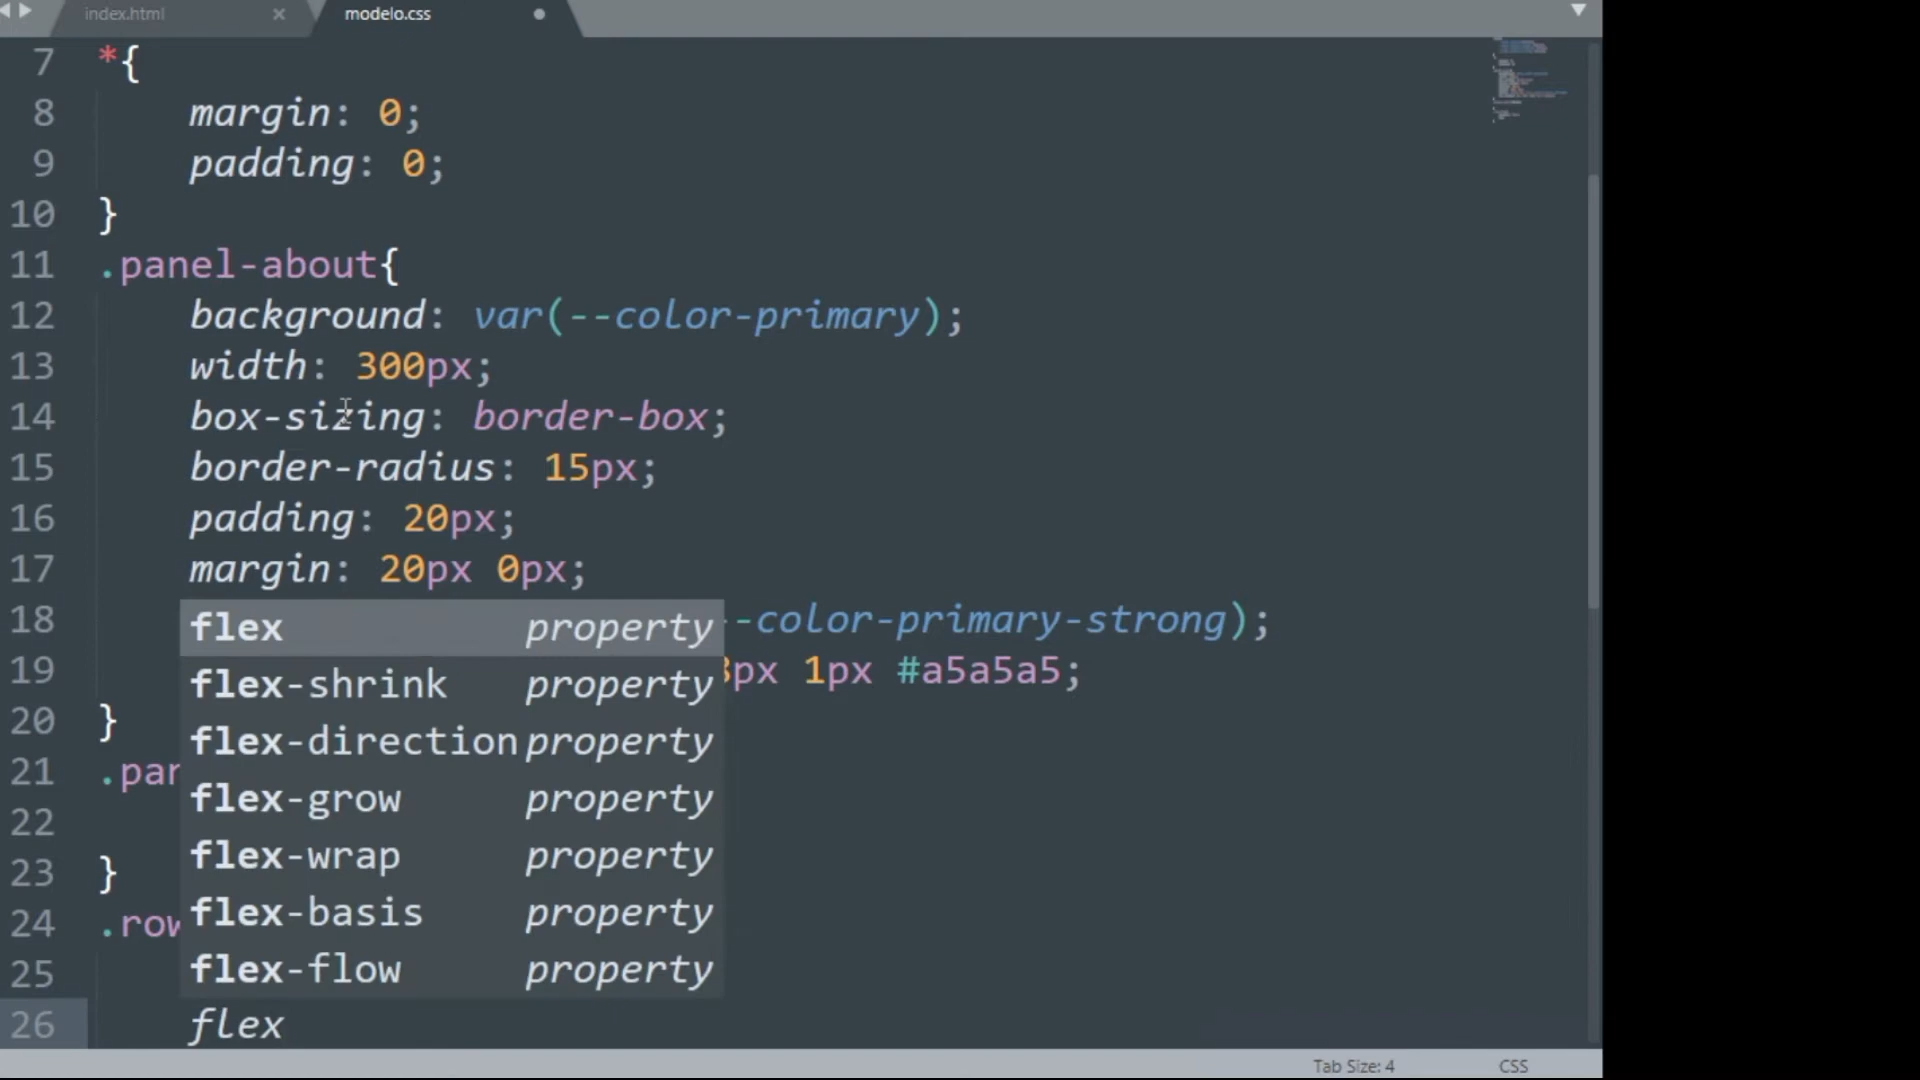 index.html × modelo.css
7 *{
8 margin: 0;
9 padding: 0;
10 }
11 .panel-about{
12 background: var(--color-primary);
13 width: 300px;
14 box-sizing: border-box;
15 border-radius: 15px;
16 padding: 20px;
17 margin: 20px 0px;
18 --color-primary-strong);
19 px 1px #a5a5a5;
20 }
21 .pan
22
23 }
24 .row
25
26 flex
flex property
flex-shrink property
flex-direction property
flex-grow property
flex-wrap property
flex-basis property
flex-flow property
Tab Size: 4 CSS